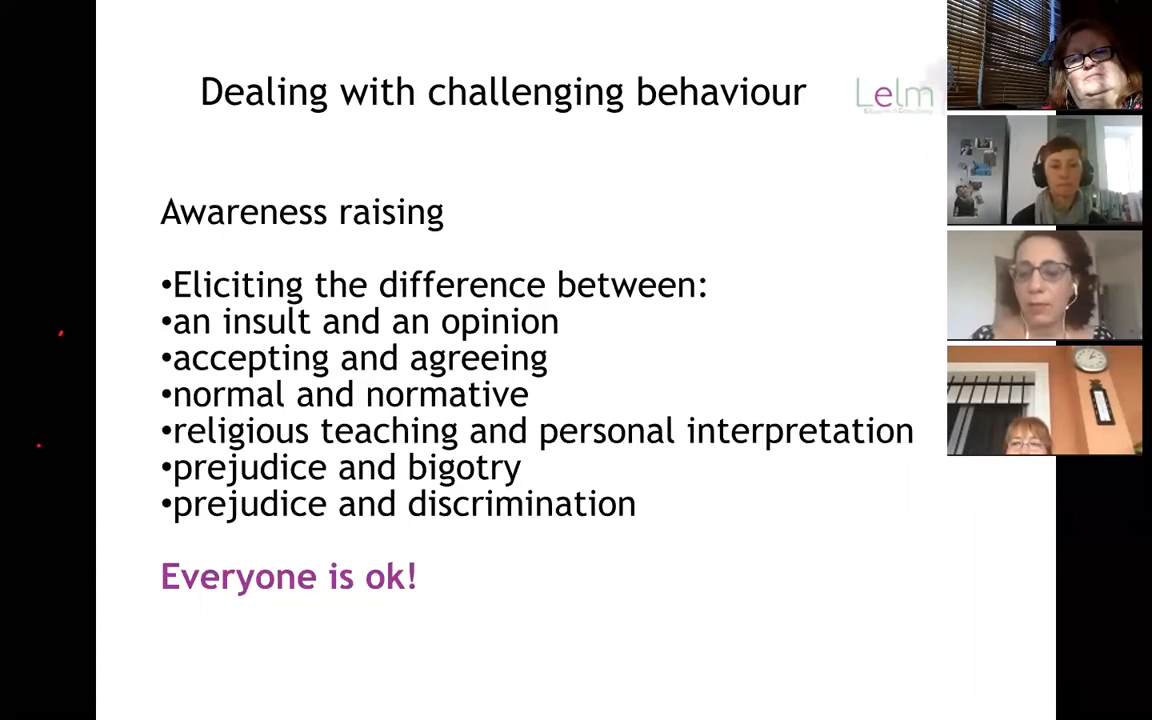 Dealing with challenging behaviour
Lelm
Awareness raising
•Eliciting the difference between:
•an insult and an opinion
•accepting and agreeing
•normal and normative
•religious teaching and personal interpretation
•prejudice and bigotry
•prejudice and discrimination
Everyone is ok!